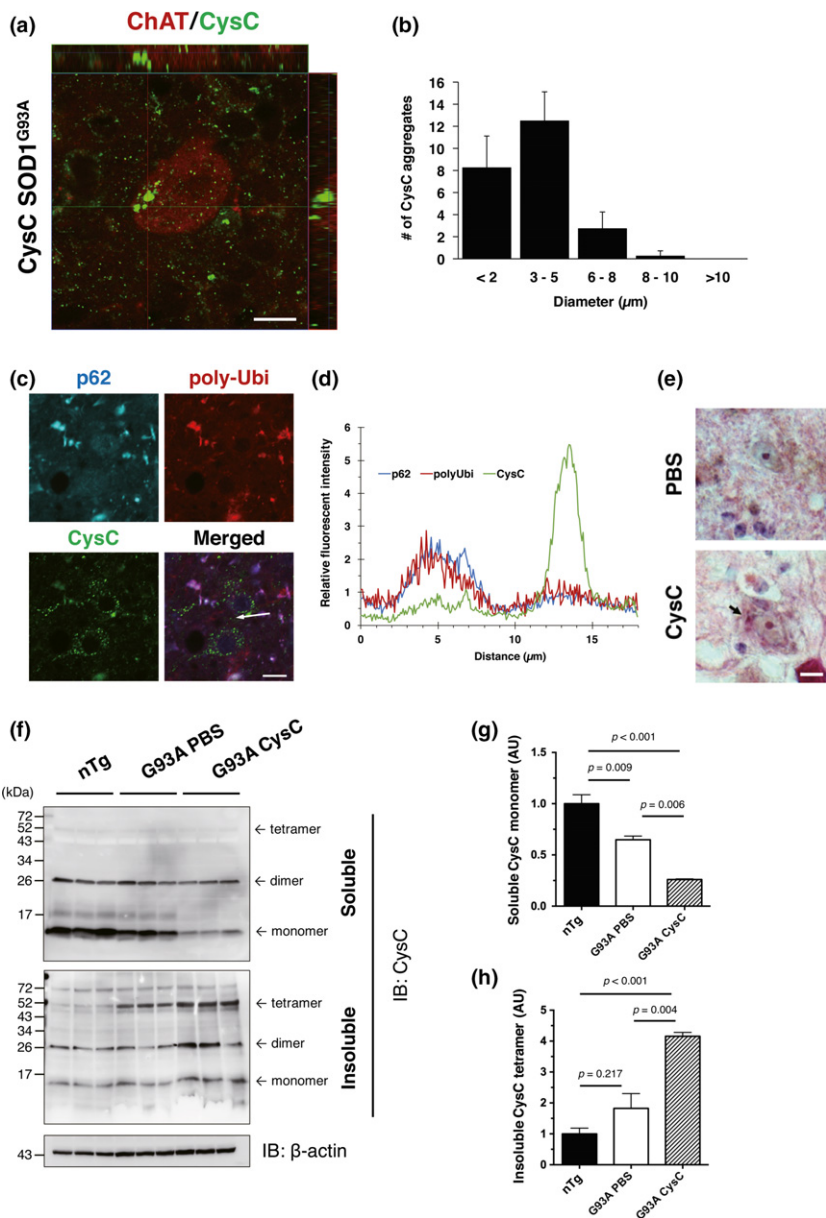 (a)
ChAT/CysC
CysC SOD1G93A
(b)
# of CysC aggregates
16
14
12
10
8
6
4
2
0
< 2
3 - 5
6 - 8
8 - 10
>10
Diameter (µm)
(c)
p62
poly-Ubi
CysC
Merged
(d)
Relative fluorescent intensity
6
5
4
3
2
1
0
p62
polyUbi
CysC
0
5
10
15
Distance (µm)
(e)
PBS
CysC
(f)
nTg
G93A PBS
G93A CysC
(kDa)
72
52
43
34
26
17
← tetramer
← dimer
← monomer
Soluble
72
52
43
34
26
17
← tetramer
← dimer
← monomer
Insoluble
IB: CysC
43
IB: β-actin
(g)
Soluble CysC monomer (AU)
1.5
1.0
0.5
0
p < 0.001
p = 0.009
p = 0.006
nTg
G93A PBS
G93A CysC
(h)
Insoluble CysC tetramer (AU)
5
4
3
2
1
0
p < 0.001
p = 0.004
p = 0.217
nTg
G93A PBS
G93A CysC